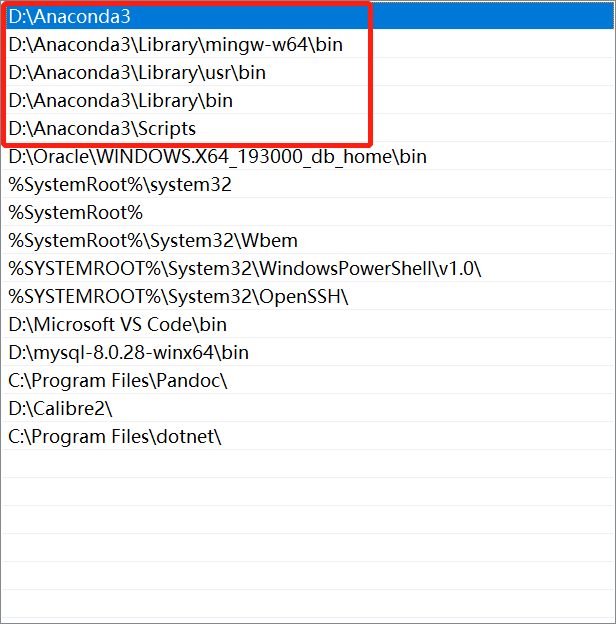 D:\Anaconda3
D:\Anaconda3\Library\mingw-w64\bin
D:\Anaconda3\Library\usr\bin
D:\Anaconda3\Library\bin
D:\Anaconda3\Scripts
D:\Oracle\WINDOWS.X64_193000_db_home\bin
%SystemRoot%\system32
%SystemRoot%
%SystemRoot%\System32\Wbem
%SYSTEMROOT%\System32\WindowsPowerShell\v1.0\
%SYSTEMROOT%\System32\OpenSSH\
D:\Microsoft VS Code\bin
D:\mysql-8.0.28-winx64\bin
C:\Program Files\Pandoc\
D:\Calibre2\
C:\Program Files\dotnet\